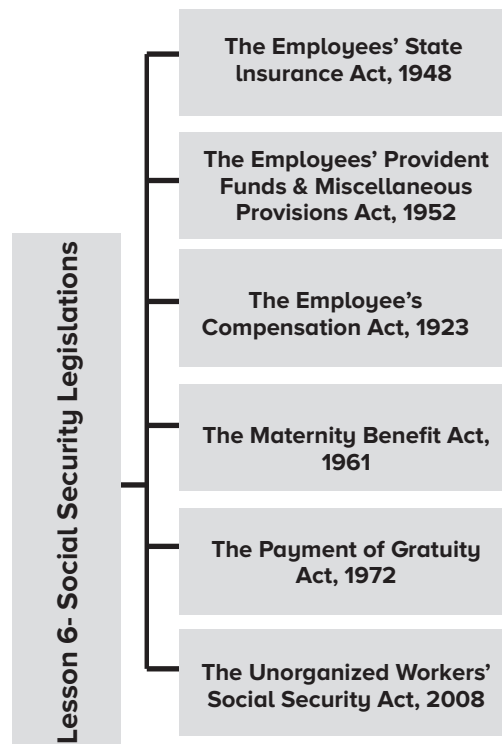 The Employees’ State
Insurance Act, 1948
The Employees’ Provident
Funds & Miscellaneous
Provisions Act, 1952
The Employee’s
Compensation Act, 1923
The Maternity Benefit Act,
1961
The Payment of Gratuity
Act, 1972
The Unorganized Workers’
Social Security Act, 2008
Lesson 6- Social Security Legislations